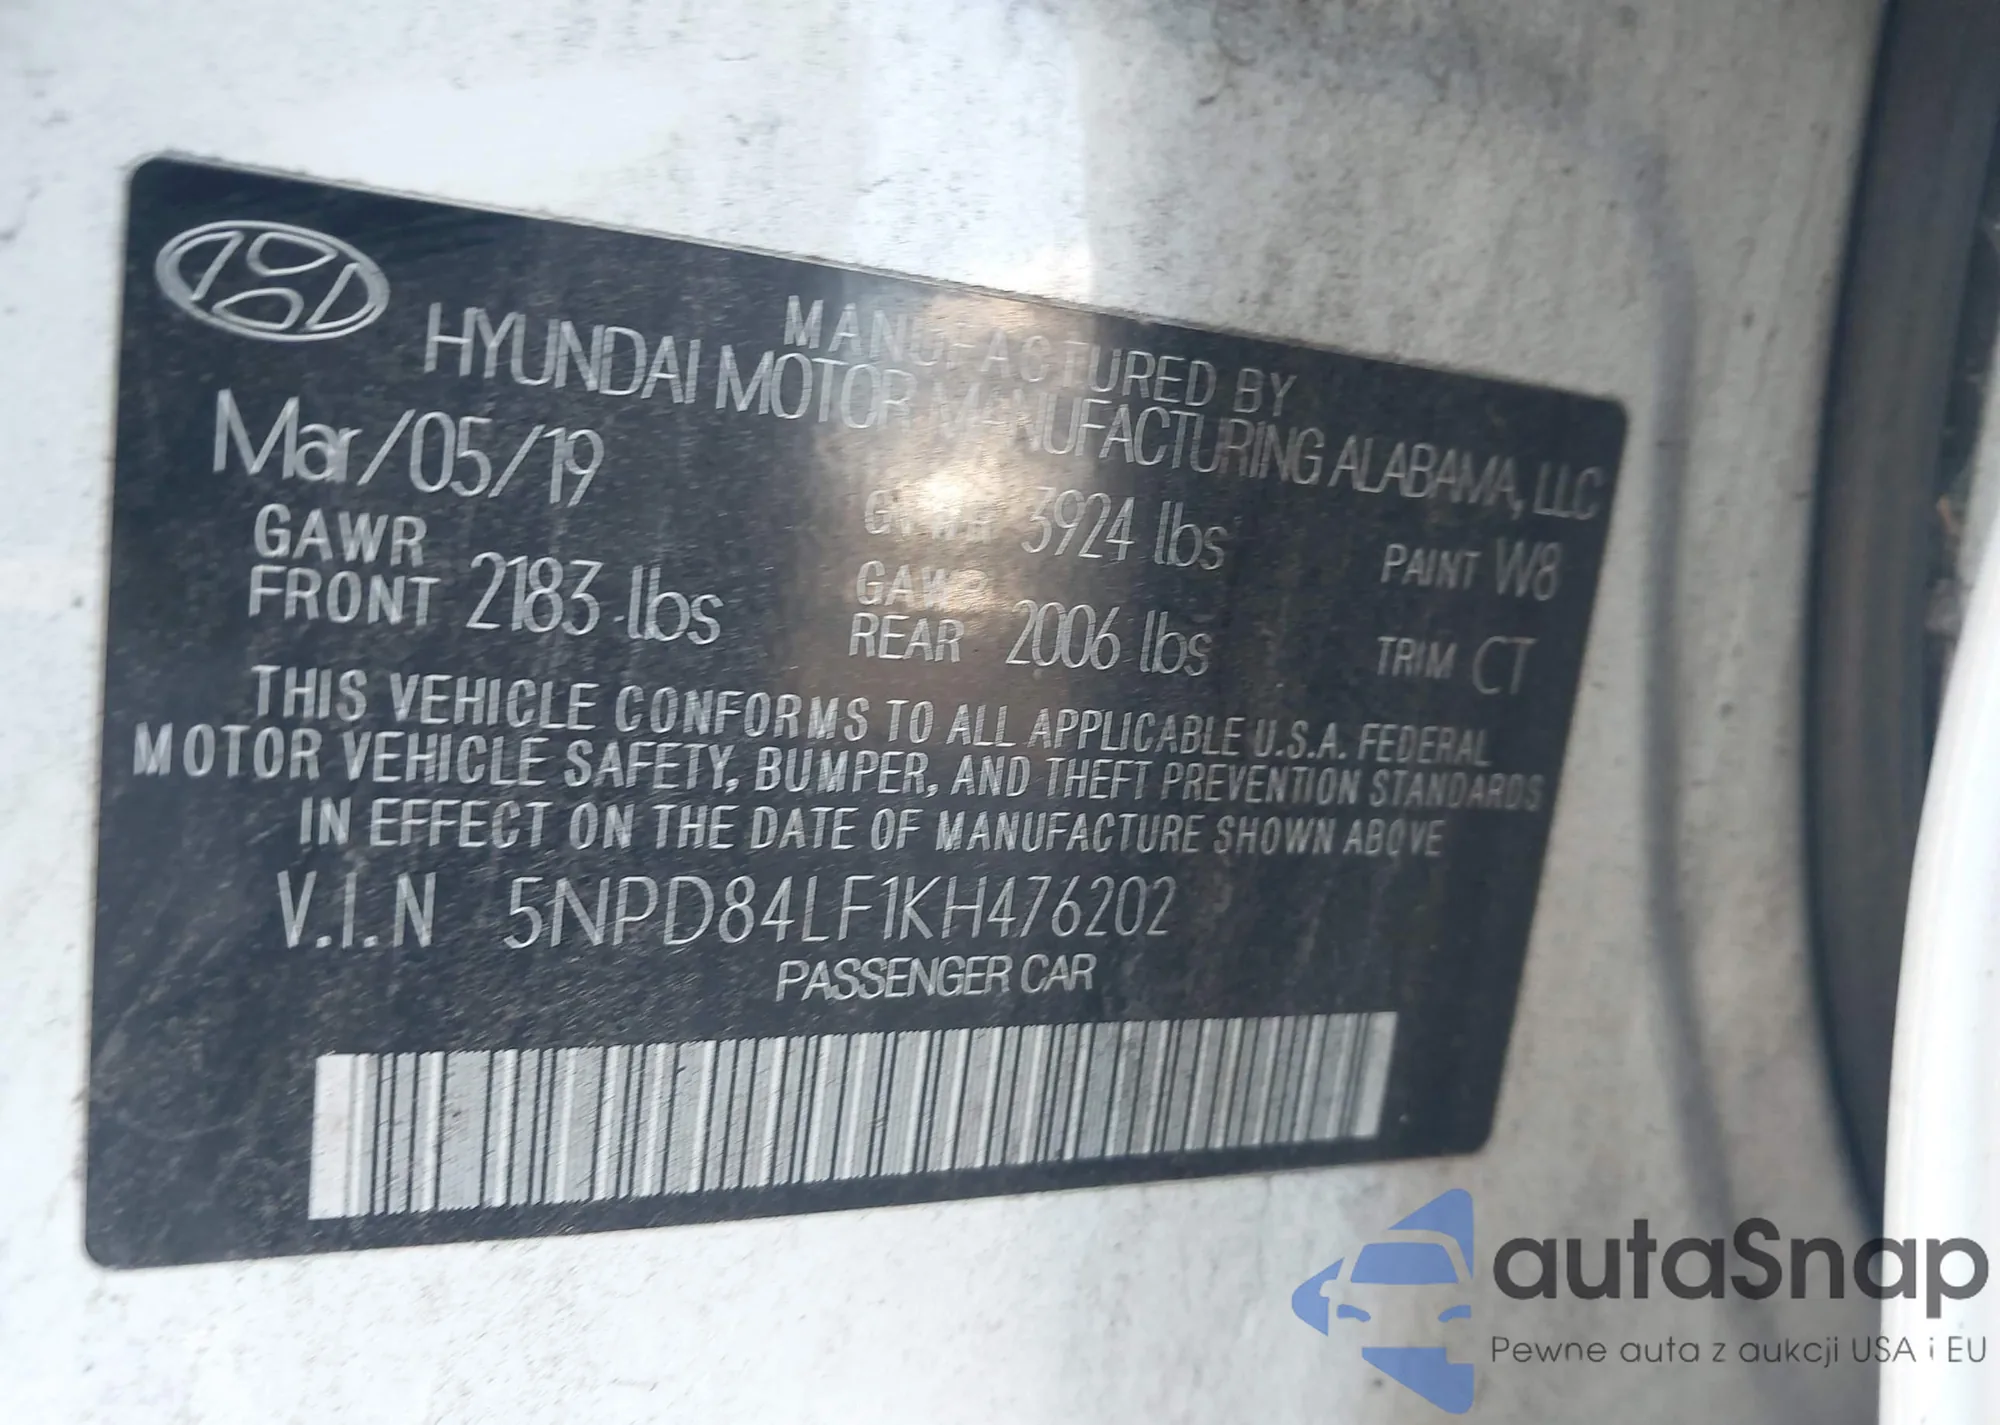 MANUFACTURED BY
HYUNDAI MOTOR MANUFACTURING ALABAMA, LLC
Mar/05/19 GVWR 3924 lbs PAINT W8
GAWR
FRONT 2183 lbs
GAWR
REAR 2006 lbs TRIM CT
THIS VEHICLE CONFORMS TO ALL APPLICABLE U.S.A. FEDERAL
MOTOR VEHICLE SAFETY, BUMPER, AND THEFT PREVENTION STANDARDS
IN EFFECT ON THE DATE OF MANUFACTURE SHOWN ABOVE
V.I.N 5NPD84LF1KH476202
PASSENGER CAR
autaSnap
Pewne auta z aukcji USA i EU